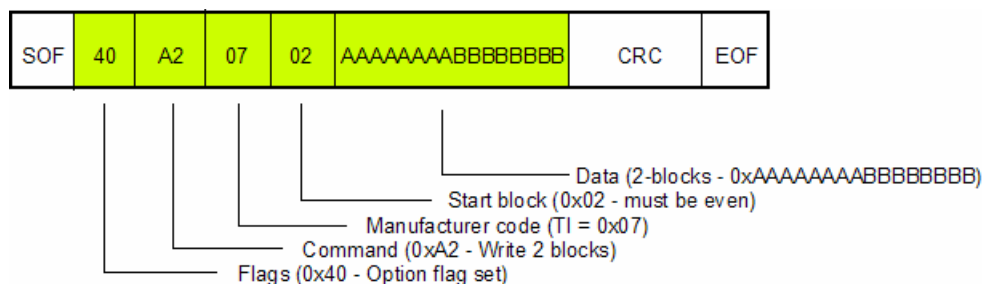 SOF 40 A2 07 02 AAAAAAAABBBBBBBB CRC EOF
Data (2-blocks - 0xAAAAAAAABBBBBBBB)
Start block (0x02 - must be even)
Manufacturer code (TI = 0x07)
Command (0xA2 - Write 2 blocks)
Flags (0x40 - Option flag set)